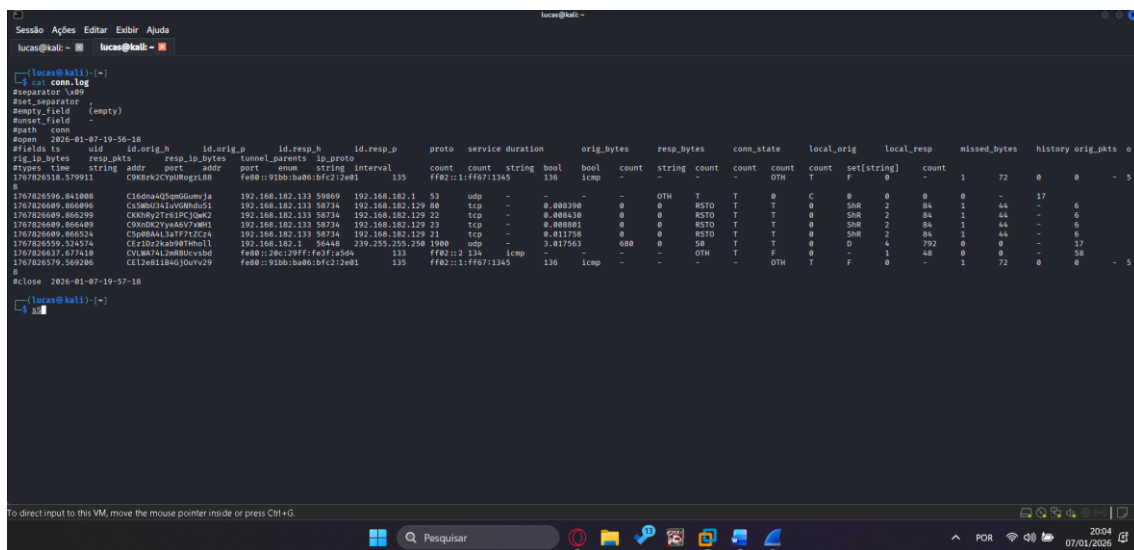 lucas@kali: ~
Sessão Ações Editar Exibir Ajuda
lucas@kali: ~ lucas@kali: ~
(lucas㉿kali)-[~]
$ cat conn.log
#separator \x09
#set_separator ,
#empty_field (empty)
#unset_field -
#path conn
#open 2026-01-07-19-56-18
#fields ts uid id.orig_h id.orig_p id.resp_h id.resp_p proto service duration orig_bytes resp_bytes conn_state local_orig local_resp missed_bytes history orig_pkts o
rig_ip_bytes resp_pkts resp_ip_bytes tunnel_parents ip_proto
#types time string addr port addr port enum string interval count count string bool bool count string count count count count set[string] count
1767826518.579911 C9K8rk2CYpURogzL88 fe80::91bb:ba06:bfc2:2e01 135 ff02::1:ff67:1345 136 icmp - - - OTH T F 0 - 1 72 0 0 - 5
8
1767826596.841008 C16dna4Q5qmGGumvja 192.168.182.133 59869 192.168.182.1 53 udp - - - - OTH T T 0 C 0 0 0 0 - 17
1767826609.866096 Cs5WbU34IuVGNhdu51 192.168.182.133 58734 192.168.182.129 80 tcp - 0.008390 0 0 RSTO T T 0 ShR 2 84 1 44 - 6
1767826609.866299 CKKhRy2Tr61PCjQwK2 192.168.182.133 58734 192.168.182.129 22 tcp - 0.008430 0 0 RSTO T T 0 ShR 2 84 1 44 - 6
1767826609.866409 C9XnDK2YyeA6V7xWH1 192.168.182.133 58734 192.168.182.129 23 tcp - 0.008801 0 0 RSTO T T 0 ShR 2 84 1 44 - 6
1767826609.866524 C5p0BA4L3aTF7tZCz4 192.168.182.133 58734 192.168.182.129 21 tcp - 0.011758 0 0 RSTO T T 0 ShR 2 84 1 44 - 6
1767826559.524574 CEz1Dz2kab90THholl 192.168.182.1 56448 239.255.255.250 1900 udp - 3.017563 680 0 S0 T T 0 D 4 792 0 0 - 17
1767826637.677410 CVLWA74L2mR8Ucvsbd fe80::20c:29ff:fe3f:a5d4 133 ff02::2 134 icmp - - - - OTH T F 0 - 1 48 0 0 - 58
1767826579.569206 CEl2e81iB4GjOuYv29 fe80::91bb:ba06:bfc2:2e01 135 ff02::1:ff67:1345 136 icmp - - - - OTH T F 0 - 1 72 0 0 - 5
8
#close 2026-01-07-19-57-18
(lucas㉿kali)-[~]
$ sS
To direct input to this VM, move the mouse pointer inside or press Ctrl+G.
Pesquisar
13
POR
20:04
07/01/2026